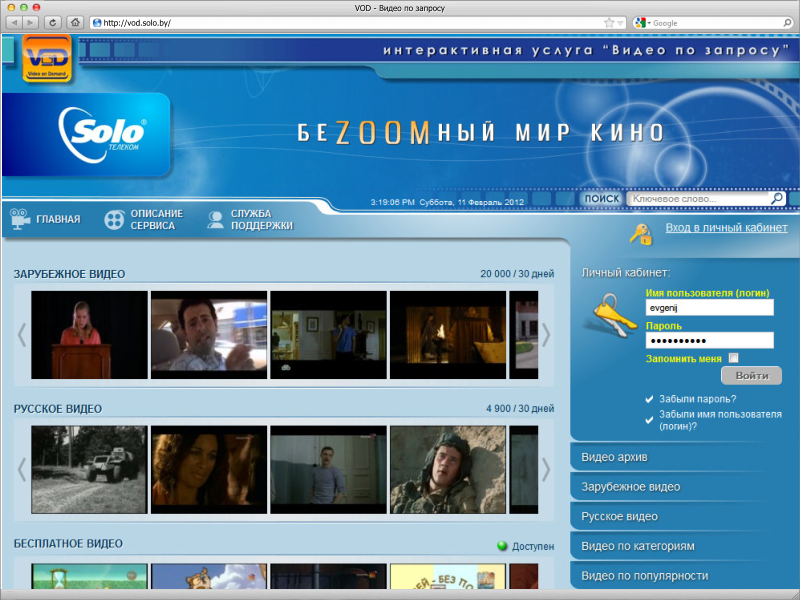 VOD - Видео по запросу
http://vod.solo.by/
Google
VOD
Video on Demand
интерактивная услуга "Видео по запросу"
Solo®
ТЕЛЕКОМ
БЕZOOMНЫЙ МИР КИНО
3:19:06 PM Суббота, 11 Февраль 2012
ПОИСК
Ключевое слово...
ГЛАВНАЯ
ОПИСАНИЕ
СЕРВИСА
СЛУЖБА
ПОДДЕРЖКИ
Вход в личный кабинет
ЗАРУБЕЖНОЕ ВИДЕО
20 000 / 30 дней
РУССКОЕ ВИДЕО
4 900 / 30 дней
БЕСПЛАТНОЕ ВИДЕО
Доступен
ЕЙ - БЕЗ ПО
Личный кабинет:
Имя пользователя (логин)
evgenij
Пароль
••••••••••
Запомнить меня
Войти
Забыли пароль?
Забыли имя пользователя
(логин)?
Видео архив
Зарубежное видео
Русское видео
Видео по категориям
Видео по популярности